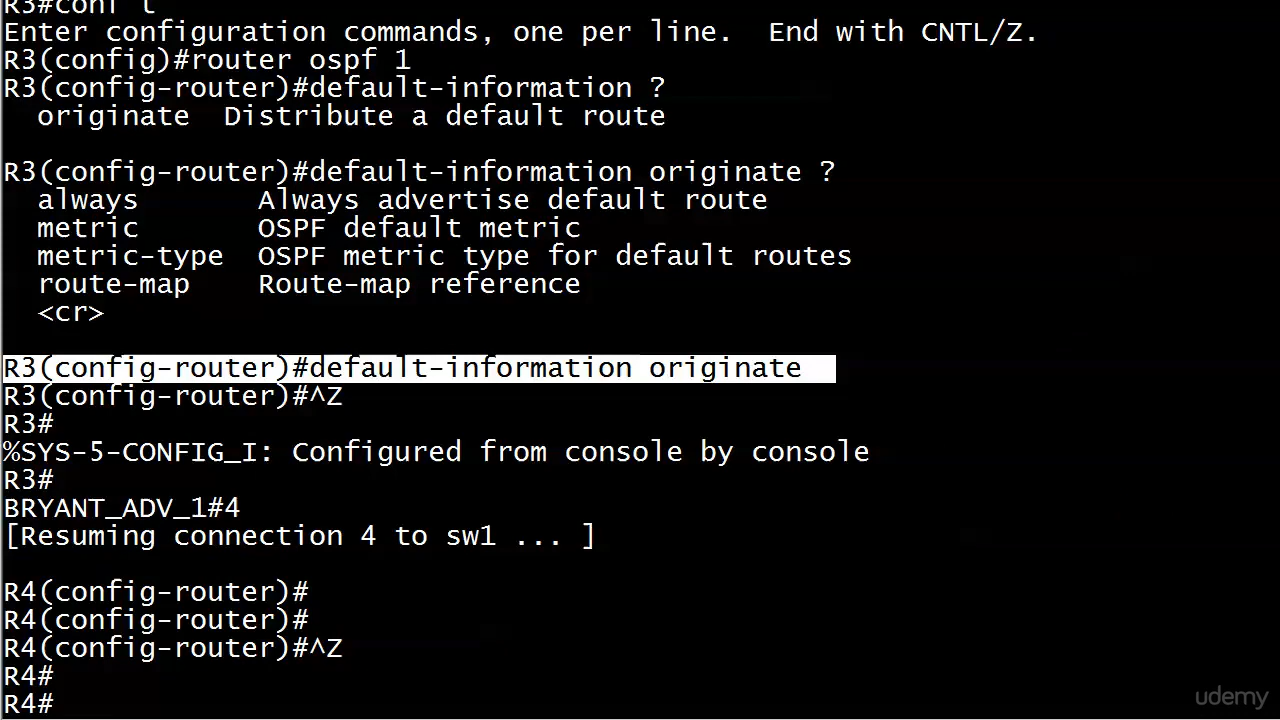 R3#conf t
Enter configuration commands, one per line.  End with CNTL/Z.
R3(config)#router ospf 1
R3(config-router)#default-information ?
  originate  Distribute a default route
R3(config-router)#default-information originate ?
  always       Always advertise default route
  metric       OSPF default metric
  metric-type  OSPF metric type for default routes
  route-map    Route-map reference
  <cr>
R3(config-router)#default-information originate
R3(config-router)#^Z
R3#
%SYS-5-CONFIG_I: Configured from console by console
R3#
BRYANT_ADV_1#4
[Resuming connection 4 to sw1 ... ]
R4(config-router)#
R4(config-router)#
R4(config-router)#^Z
R4#
R4#
udemy